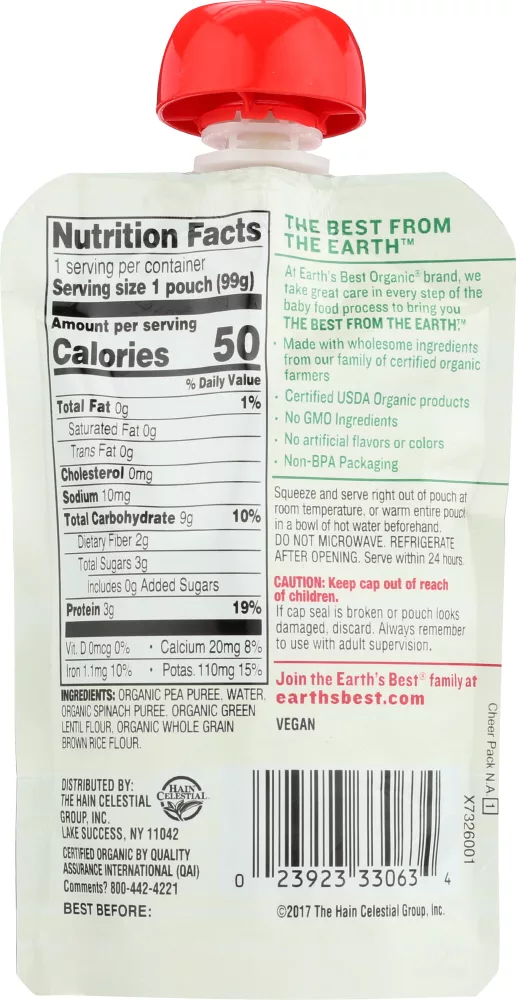 Nutrition Facts
1 serving per container
Serving size 1 pouch (99g)
Amount per serving
Calories 50
% Daily Value
Total Fat 0g 1%
Saturated Fat 0g
Trans Fat 0g
Cholesterol 0mg
Sodium 10mg
Total Carbohydrate 9g 10%
Dietary Fiber 2g
Total Sugars 3g
Includes 0g Added Sugars
Protein 3g 19%
Vit. D 0mcg 0% • Calcium 20mg 8%
Iron 1.1mg 10% • Potas. 110mg 15%
INGREDIENTS: ORGANIC PEA PUREE, WATER,
ORGANIC SPINACH PUREE, ORGANIC GREEN
LENTIL FLOUR, ORGANIC WHOLE GRAIN
BROWN RICE FLOUR.
DISTRIBUTED BY:
THE HAIN CELESTIAL
GROUP, INC.
LAKE SUCCESS, NY 11042
HAIN
CELESTIAL
CERTIFIED ORGANIC BY QUALITY
ASSURANCE INTERNATIONAL (QAI)
Comments? 800-442-4221
BEST BEFORE:
THE BEST FROM
THE EARTH™
At Earth's Best Organic® brand, we
take great care in every step of the
baby food process to bring you
THE BEST FROM THE EARTH™.
• Made with wholesome ingredients
from our family of certified organic
farmers
• Certified USDA Organic products
• No GMO Ingredients
• No artificial flavors or colors
• Non-BPA Packaging
Squeeze and serve right out of pouch at
room temperature, or warm entire pouch
in a bowl of hot water beforehand.
DO NOT MICROWAVE. REFRIGERATE
AFTER OPENING. Serve within 24 hours.
CAUTION: Keep cap out of reach
of children.
If cap seal is broken or pouch looks
damaged, discard. Always remember
to use with adult supervision.
Join the Earth's Best® family at
earthsbest.com
VEGAN
Cheer Pack N.A. 1
X7326001
0 23923 33063 4
©2017 The Hain Celestial Group, Inc.